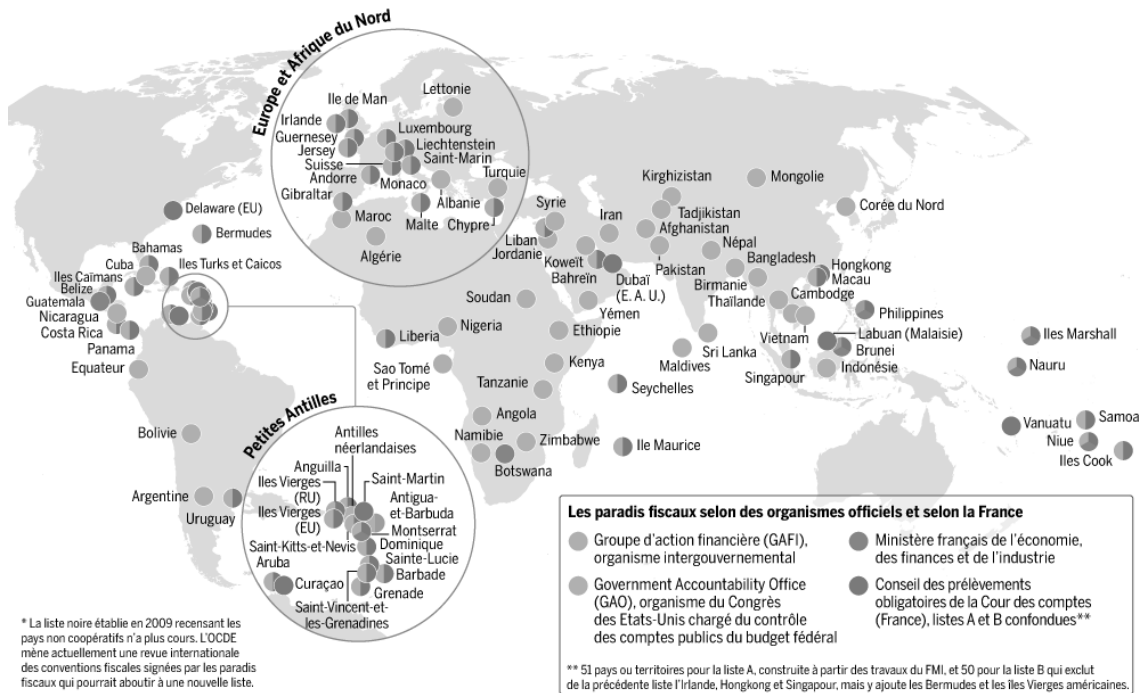 Europe et Afrique du Nord
Lettonie
Ile de Man
Irlande
Guernesey
Jersey
Luxembourg
Liechtenstein
Saint-Marin
Suisse
Andorre
Monaco
Turquie
Gibraltar
Albanie
Maroc
Malte
Chypre
Algérie
Delaware (EU)
Bermudes
Bahamas
Cuba
Iles Turks et Caicos
Iles Caïmans
Belize
Guatemala
Nicaragua
Costa Rica
Panama
Equateur
Bolivie
Argentine
Uruguay
Kirghizistan
Mongolie
Corée du Nord
Syrie
Iran
Tadjikistan
Afghanistan
Liban
Jordanie
Népal
Bangladesh
Koweït
Bahreïn
Dubaï
(E. A. U.)
Pakistan
Birmanie
Hongkong
Macau
Thaïlande
Cambodge
Yémen
Soudan
Philippines
Vietnam
Labuan (Malaisie)
Brunei
Liberia
Nigeria
Ethiopie
Sri Lanka
Maldives
Singapour
Indonésie
Iles Marshall
Nauru
Sao Tomé
et Principe
Kenya
Tanzanie
Seychelles
Angola
Namibie
Zimbabwe
Botswana
Ile Maurice
Vanuatu
Samoa
Niue
Iles Cook
Petites Antilles
Antilles
néerlandaises
Anguilla
Iles Vierges
(RU)
Iles Vierges
(EU)
Saint-Martin
Antigua-
et-Barbuda
Montserrat
Saint-Kitts-et-Nevis
Dominique
Sainte-Lucie
Aruba
Barbade
Curaçao
Grenade
Saint-Vincent-et-
les-Grenadines
Les paradis fiscaux selon des organismes officiels et selon la France
Groupe d'action financière (GAFI),
organisme intergouvernemental
Government Accountability Office
(GAO), organisme du Congrès
des Etats-Unis chargé du contrôle
des comptes publics du budget fédéral
Ministère français de l'économie,
des finances et de l'industrie
Conseil des prélèvements
obligatoires de la Cour des comptes
(France), listes A et B confondues**
** 51 pays ou territoires pour la liste A, construite à partir des travaux du FMI, et 50 pour la liste B qui exclut
de la précédente liste l'Irlande, Hongkong et Singapour, mais y ajoute les Bermudes et les îles Vierges américaines.
* La liste noire établie en 2009 recensant les
pays non coopératifs n'a plus cours. L'OCDE
mène actuellement une revue internationale
des conventions fiscales signées par les paradis
fiscaux qui pourrait aboutir à une nouvelle liste.